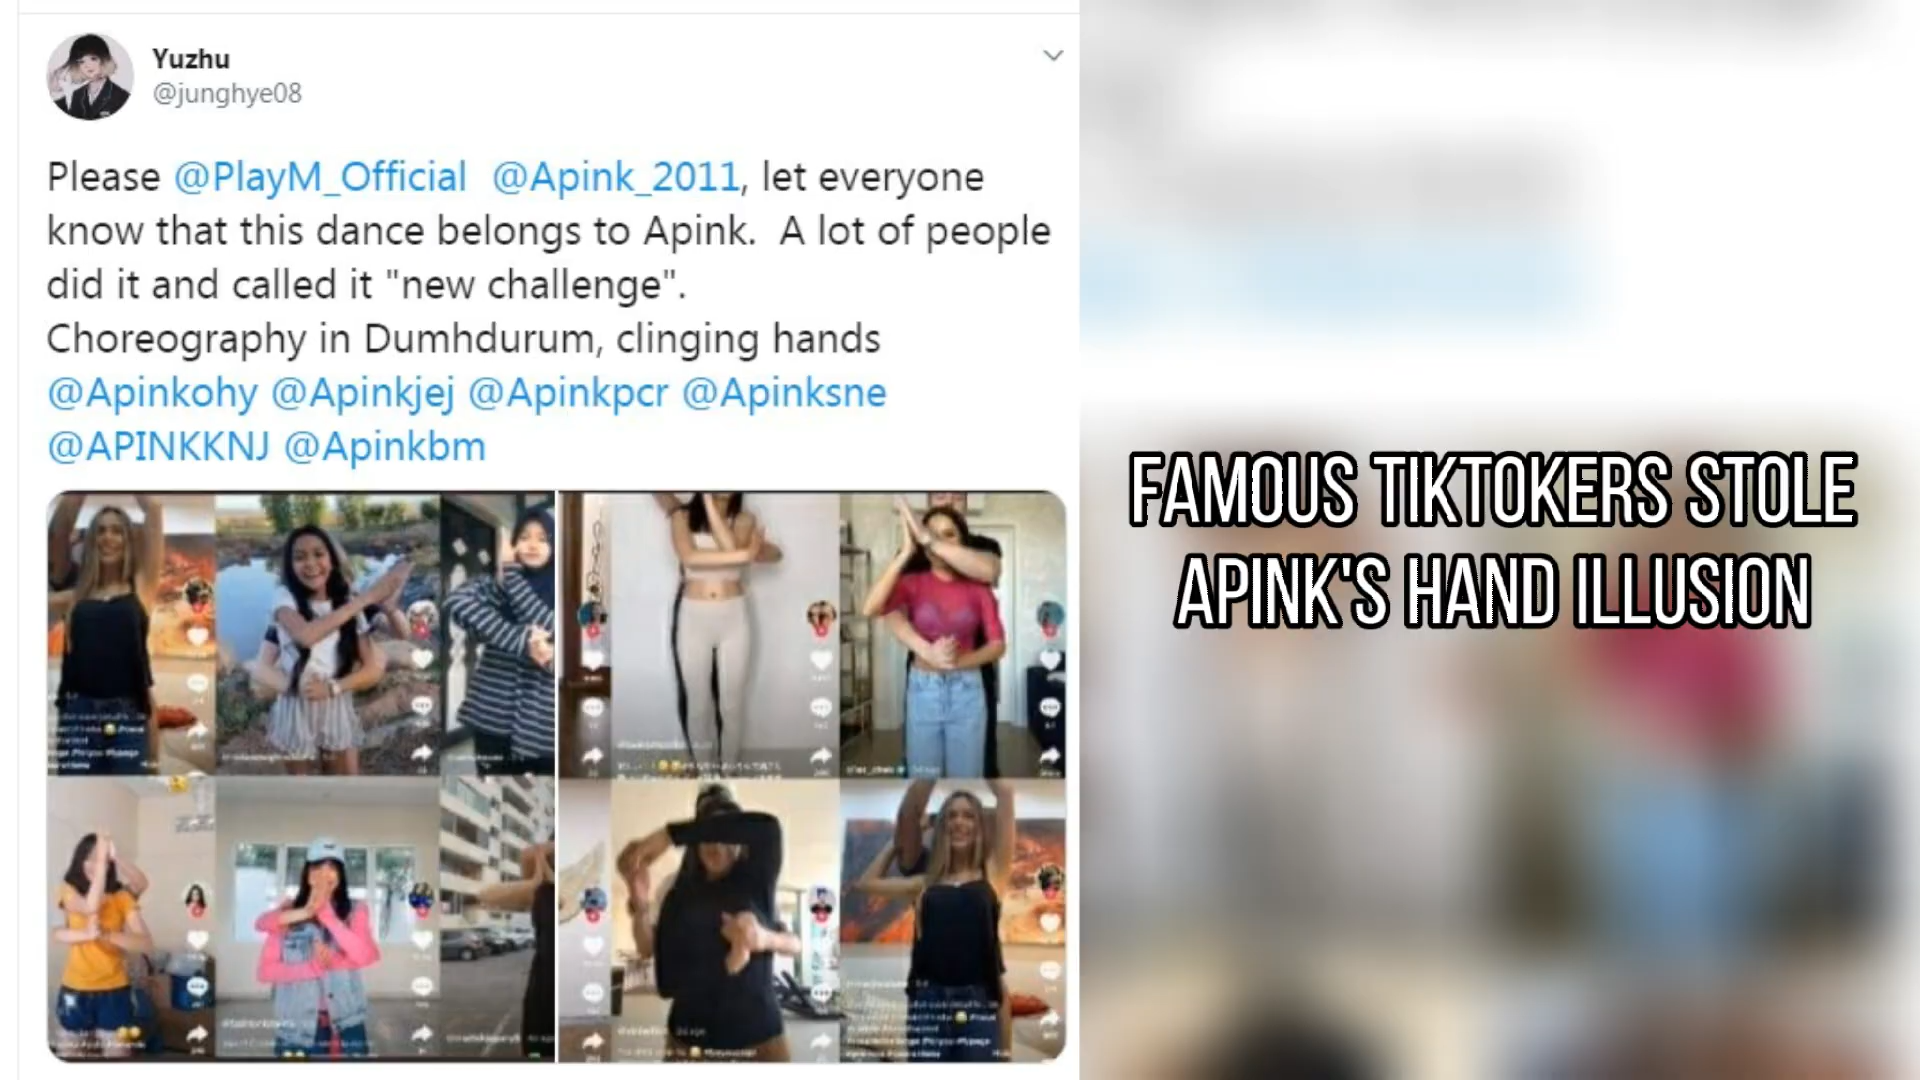 Yuzhu
@junghye08
Please @PlayM_Official @Apink_2011, let everyone
know that this dance belongs to Apink. A lot of people
did it and called it "new challenge".
Choreography in Dumhdurum, clinging hands
@Apinkohy @Apinkjej @Apinkpcr @Apinksne
@APINKKNJ @Apinkbm
FAMOUS TIKTOKERS STOLE
APINK'S HAND ILLUSION